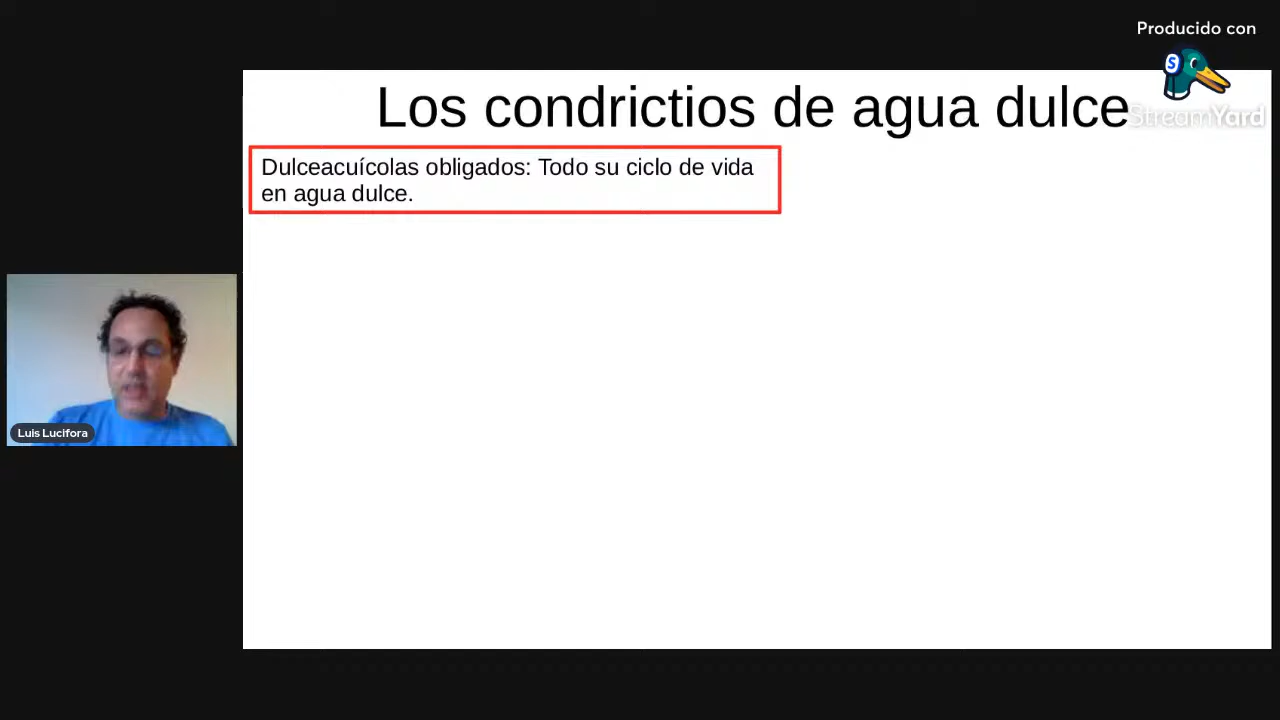 Producido con
StreamYard
Los condrictios de agua dulce
Dulceacuícolas obligados: Todo su ciclo de vida
en agua dulce.
Luis Lucifora